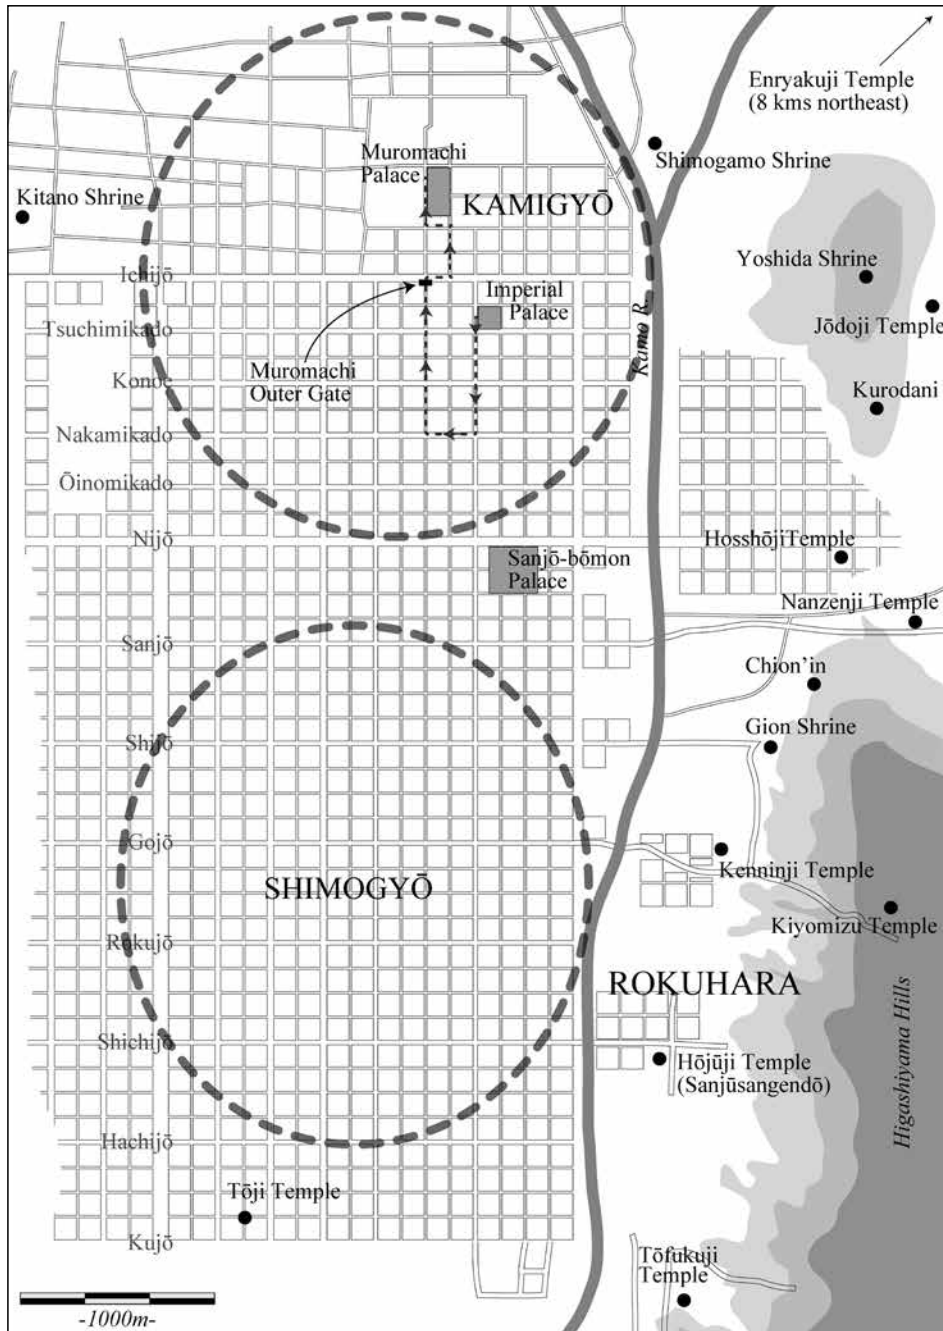 Enryakuji Temple
(8 kms northeast)
Shimogamo Shrine
Muromachi
Palace
KAMIGYŌ
Kitano Shrine
Yoshida Shrine
Ichijō
Imperial
Palace
Kamo R.
Jōdoji Temple
Tsuchimikado
Muromachi
Outer Gate
Konoe
Kurodani
Nakamikado
Ōinomikado
Nijō
HosshōjiTemple
Sanjō-bōmon
Palace
Nanzenji Temple
Sanjō
Chion'in
Gion Shrine
Shijō
Gojō
Kenninji Temple
SHIMOGYŌ
Kiyomizu Temple
Rokujō
ROKUHARA
Higashiyama Hills
Shichijō
Hōjūji Temple
(Sanjūsangendō)
Hachijō
Tōji Temple
Kujō
Tōfukuji
Temple
-1000m-